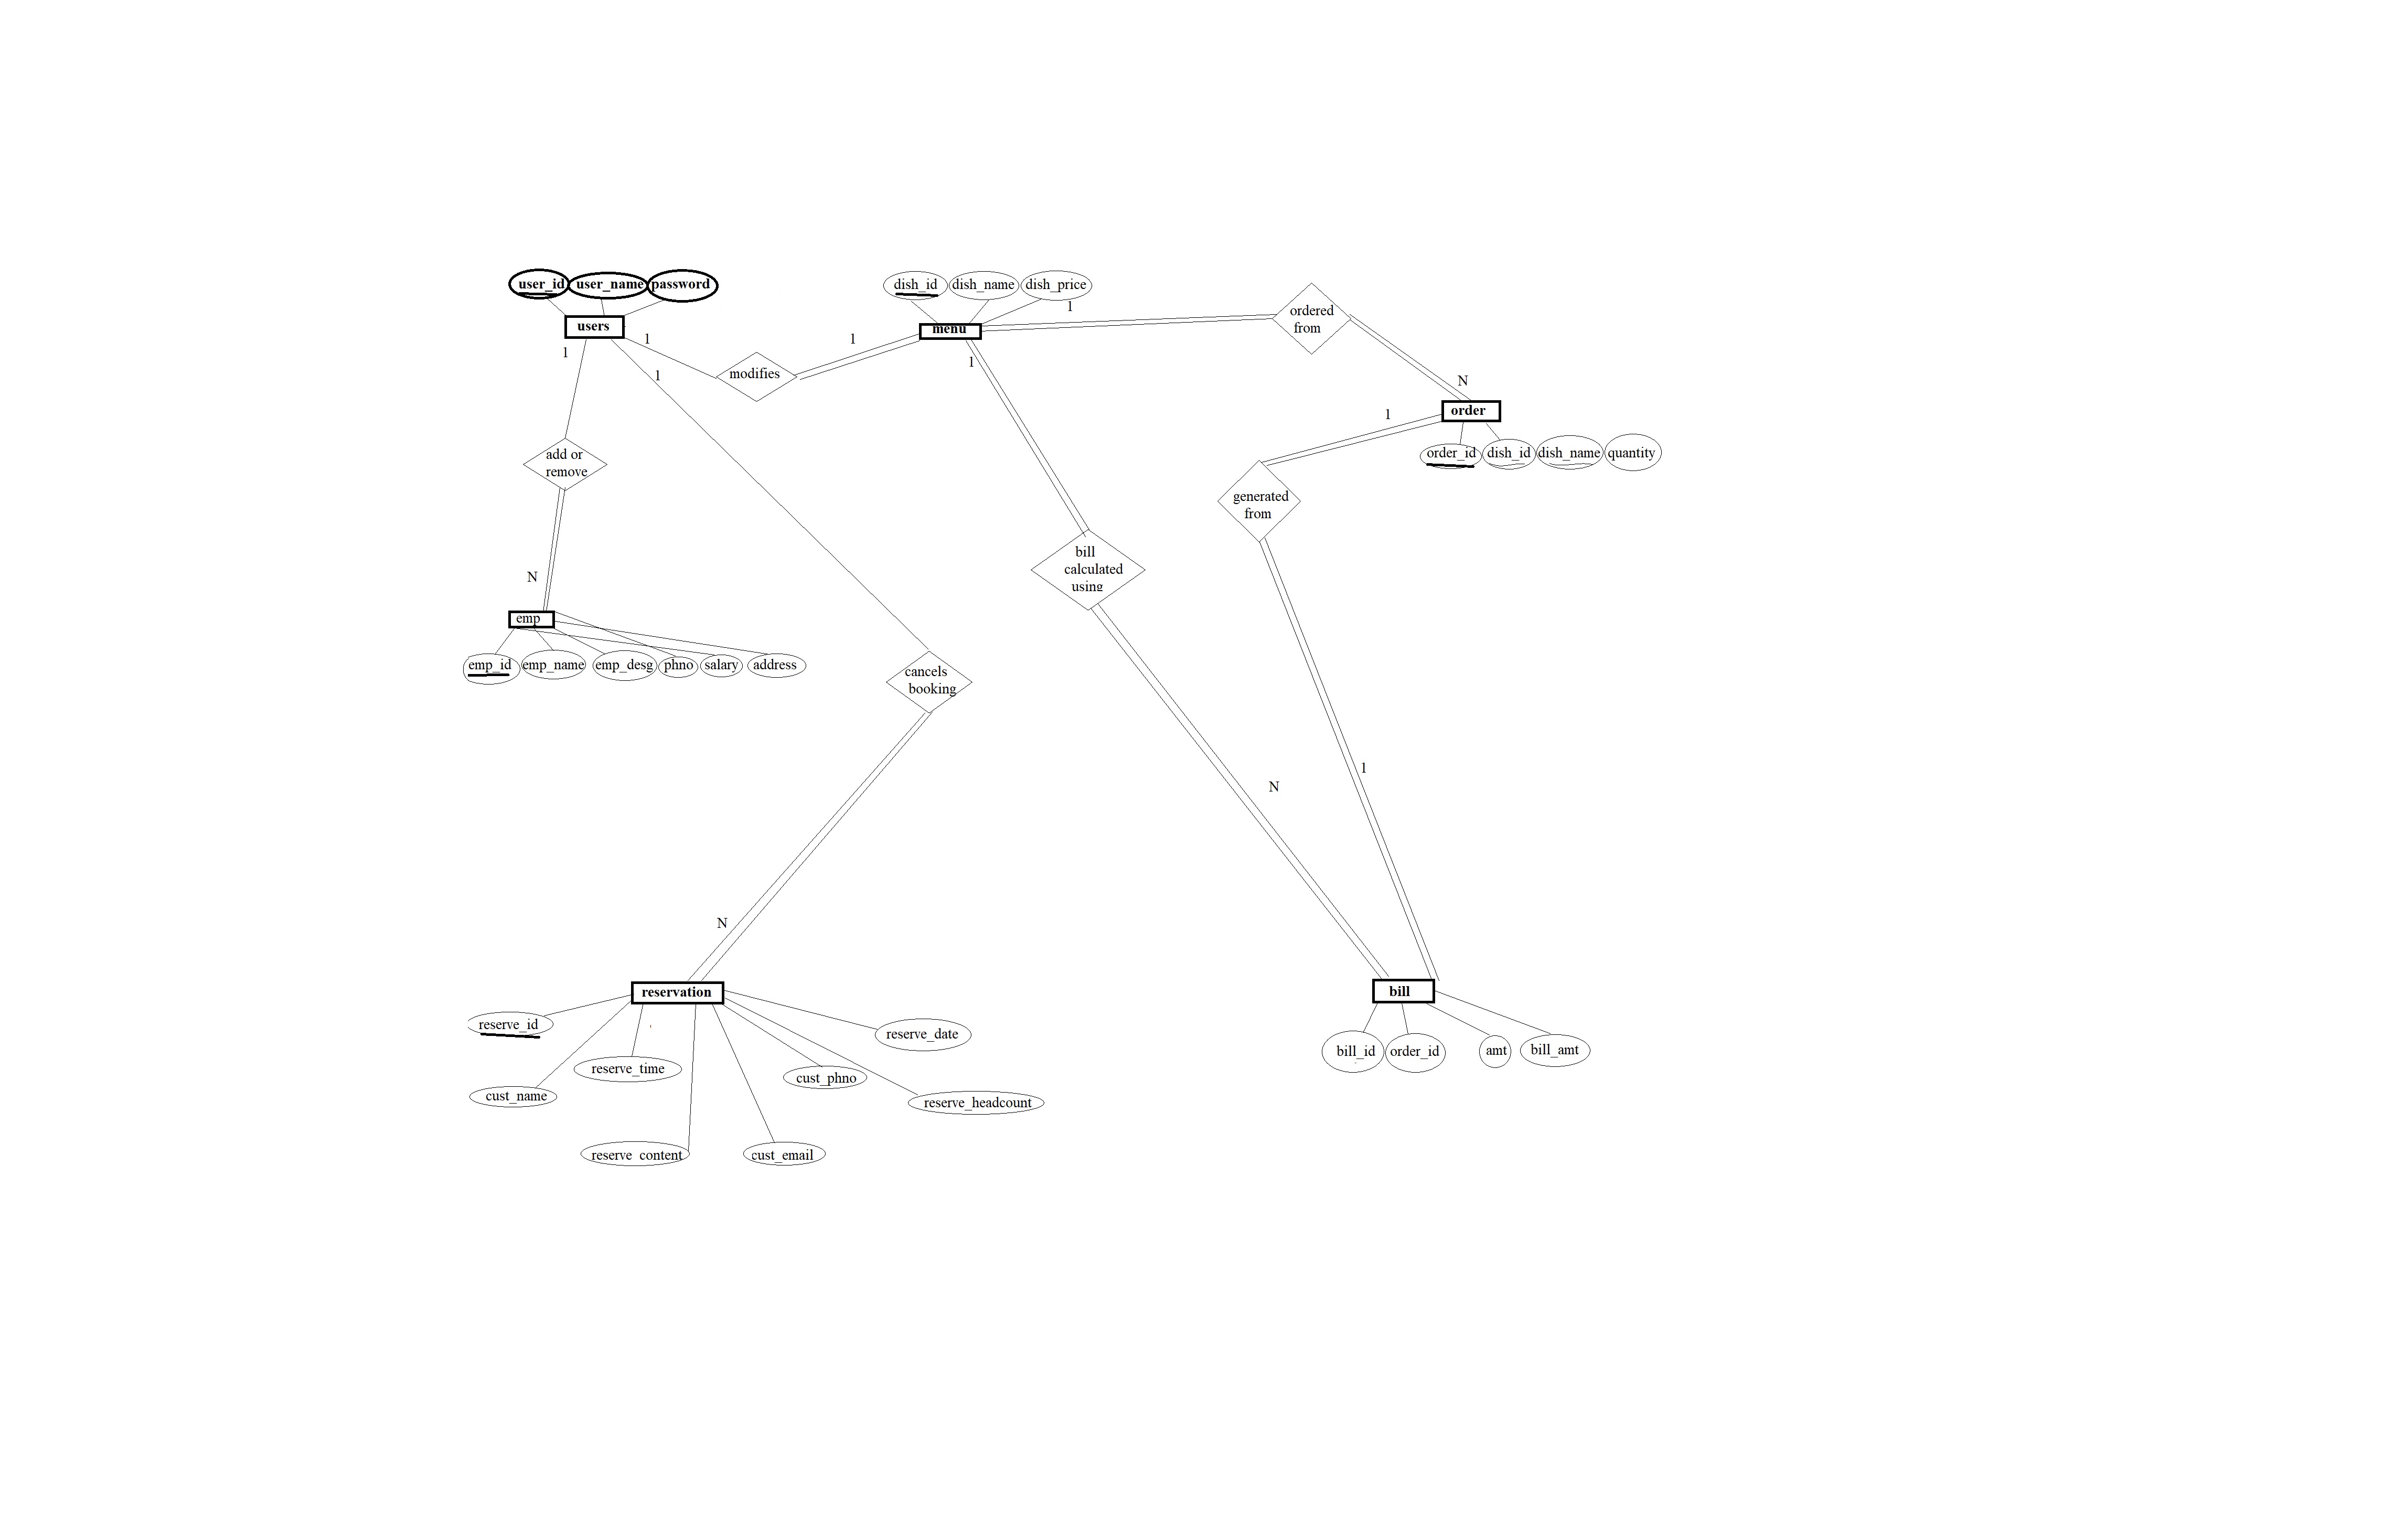 user_id
user_name
password
dish_id
dish_name
dish_price
users
menu
1
ordered
from
1
1
1
1
1
1
modifies
N
order
1
order_id
dish_id
dish_name
quantity
add or
remove
generated
from
bill
calculated
using
N
emp
emp_id
emp_name
emp_desg
phno
salary
address
cancels
booking
1
N
N
reservation
bill
reserve_id
reserve_date
reserve_time
cust_phno
cust_name
reserve_headcount
reserve_content
cust_email
bill_id
order_id
amt
bill_amt